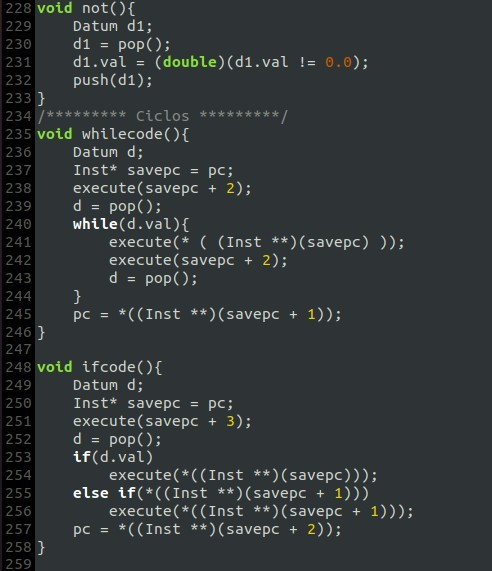 228 void not(){
229     Datum d1;
230     d1 = pop();
231     d1.val = (double)(d1.val != 0.0);
232     push(d1);
233 }
234 /********* Ciclos *********/
235 void whilecode(){
236     Datum d;
237     Inst* savepc = pc;
238     execute(savepc + 2);
239     d = pop();
240     while(d.val){
241         execute(* ( (Inst **)(savepc) ));
242         execute(savepc + 2);
243         d = pop();
244     }
245     pc = *((Inst **)(savepc + 1));
246 }
247
248 void ifcode(){
249     Datum d;
250     Inst* savepc = pc;
251     execute(savepc + 3);
252     d = pop();
253     if(d.val)
254         execute(*((Inst **)(savepc)));
255     else if(*((Inst **)(savepc + 1)))
256         execute(*((Inst **)(savepc + 1)));
257     pc = *((Inst **)(savepc + 2));
258 }
259